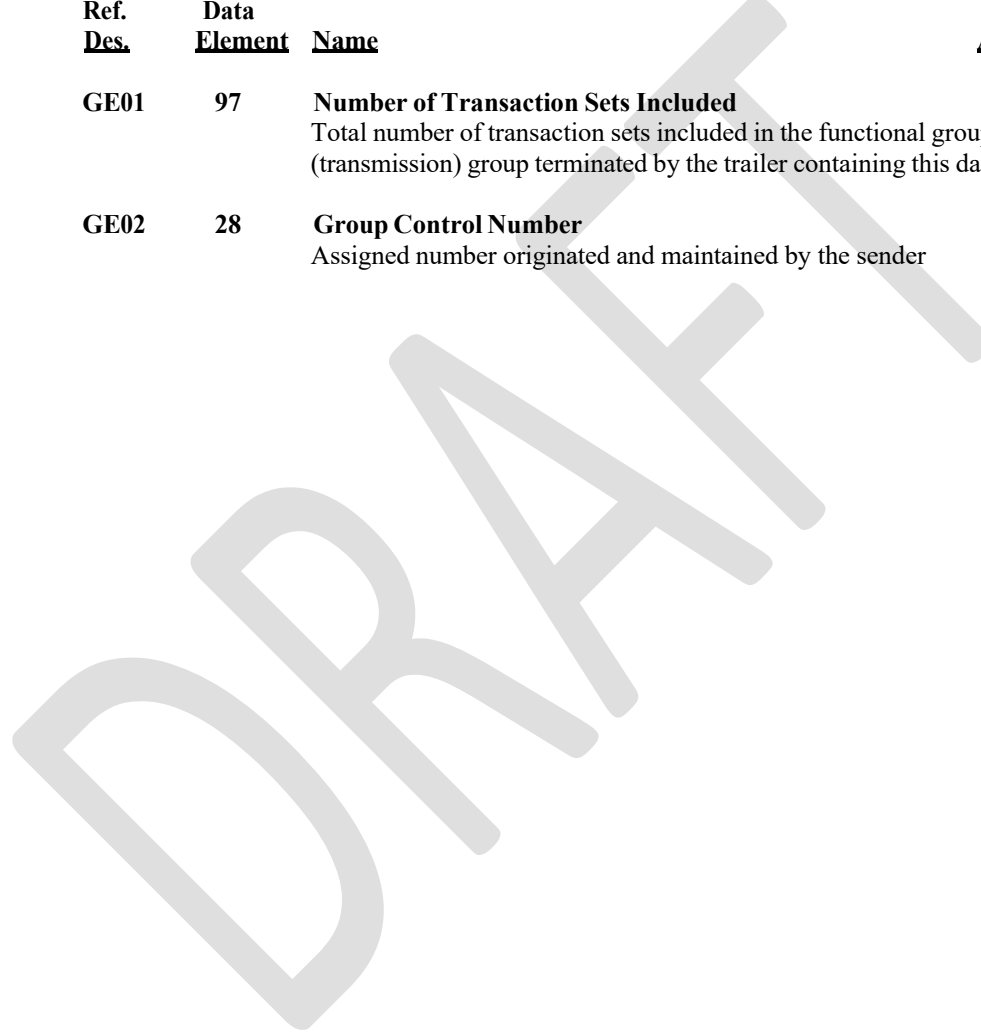 Ref. Data
Des. Element Name
GE01 97 Number of Transaction Sets Included
Total number of transaction sets included in the functional grou
(transmission) group terminated by the trailer containing this da
GE02 28 Group Control Number
Assigned number originated and maintained by the sender
DRAFT